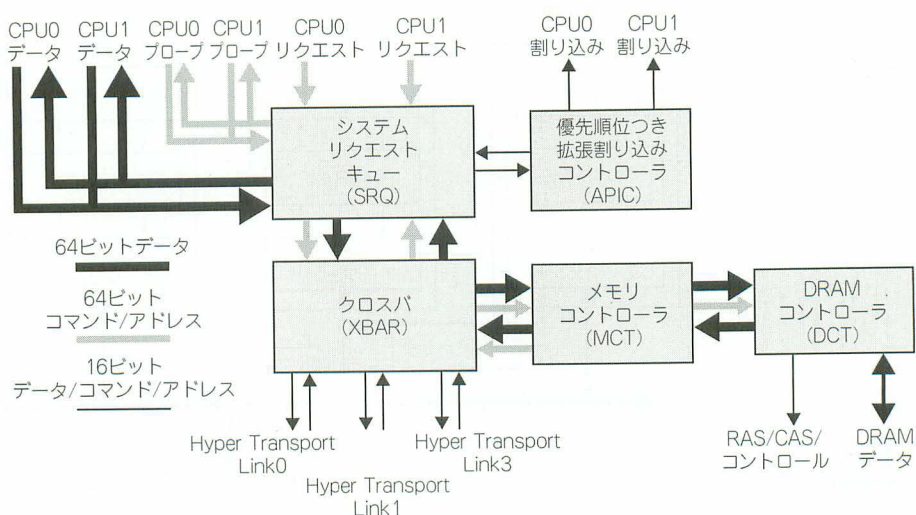 CPU0
データ
CPU1
データ
CPU0
プローブ
CPU1
プローブ
CPU0
リクエスト
CPU1
リクエスト
CPU0
割り込み
CPU1
割り込み
システム
リクエスト
キュー
(SRQ)
優先順位つき
拡張割り込み
コントローラ
(APIC)
64ビットデータ
64ビット
コマンド/アドレス
16ビット
データ/コマンド/アドレス
クロスバ
(XBAR)
メモリ
コントローラ
(MCT)
DRAM
コントローラ
(DCT)
Hyper Transport
Link0
Hyper Transport
Link1
Hyper Transport
Link3
RAS/CAS/
コントロール
DRAM
データ